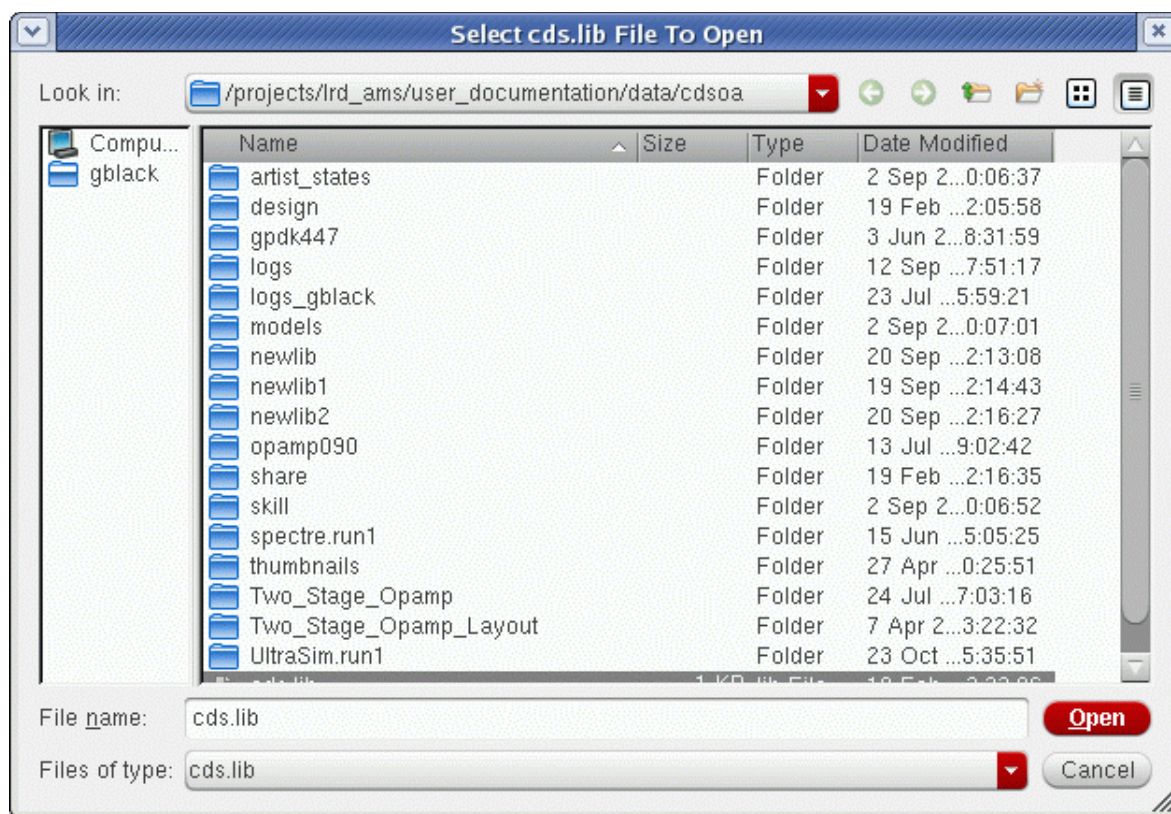 Select cds.lib File To Open
Look in: /projects/lrd_ams/user_documentation/data/cdsoa
Compu...
gblack
Name Size Type Date Modified
artist_states Folder 2 Sep 2...0:06:37
design Folder 19 Feb ...2:05:58
gpdk447 Folder 3 Jun 2...8:31:59
logs Folder 12 Sep ...7:51:17
logs_gblack Folder 23 Jul ...5:59:21
models Folder 2 Sep 2...0:07:01
newlib Folder 20 Sep ...2:13:08
newlib1 Folder 19 Sep ...2:14:43
newlib2 Folder 20 Sep ...2:16:27
opamp090 Folder 13 Jul ...9:02:42
share Folder 19 Feb ...2:16:35
skill Folder 2 Sep 2...0:06:52
spectre.run1 Folder 15 Jun ...5:05:25
thumbnails Folder 27 Apr ...0:25:51
Two_Stage_Opamp Folder 24 Jul ...7:03:16
Two_Stage_Opamp_Layout Folder 7 Apr 2...3:22:32
UltraSim.run1 Folder 23 Oct ...5:35:51
cds.lib 1 KB lib File
File name: cds.lib Open
Files of type: cds.lib Cancel